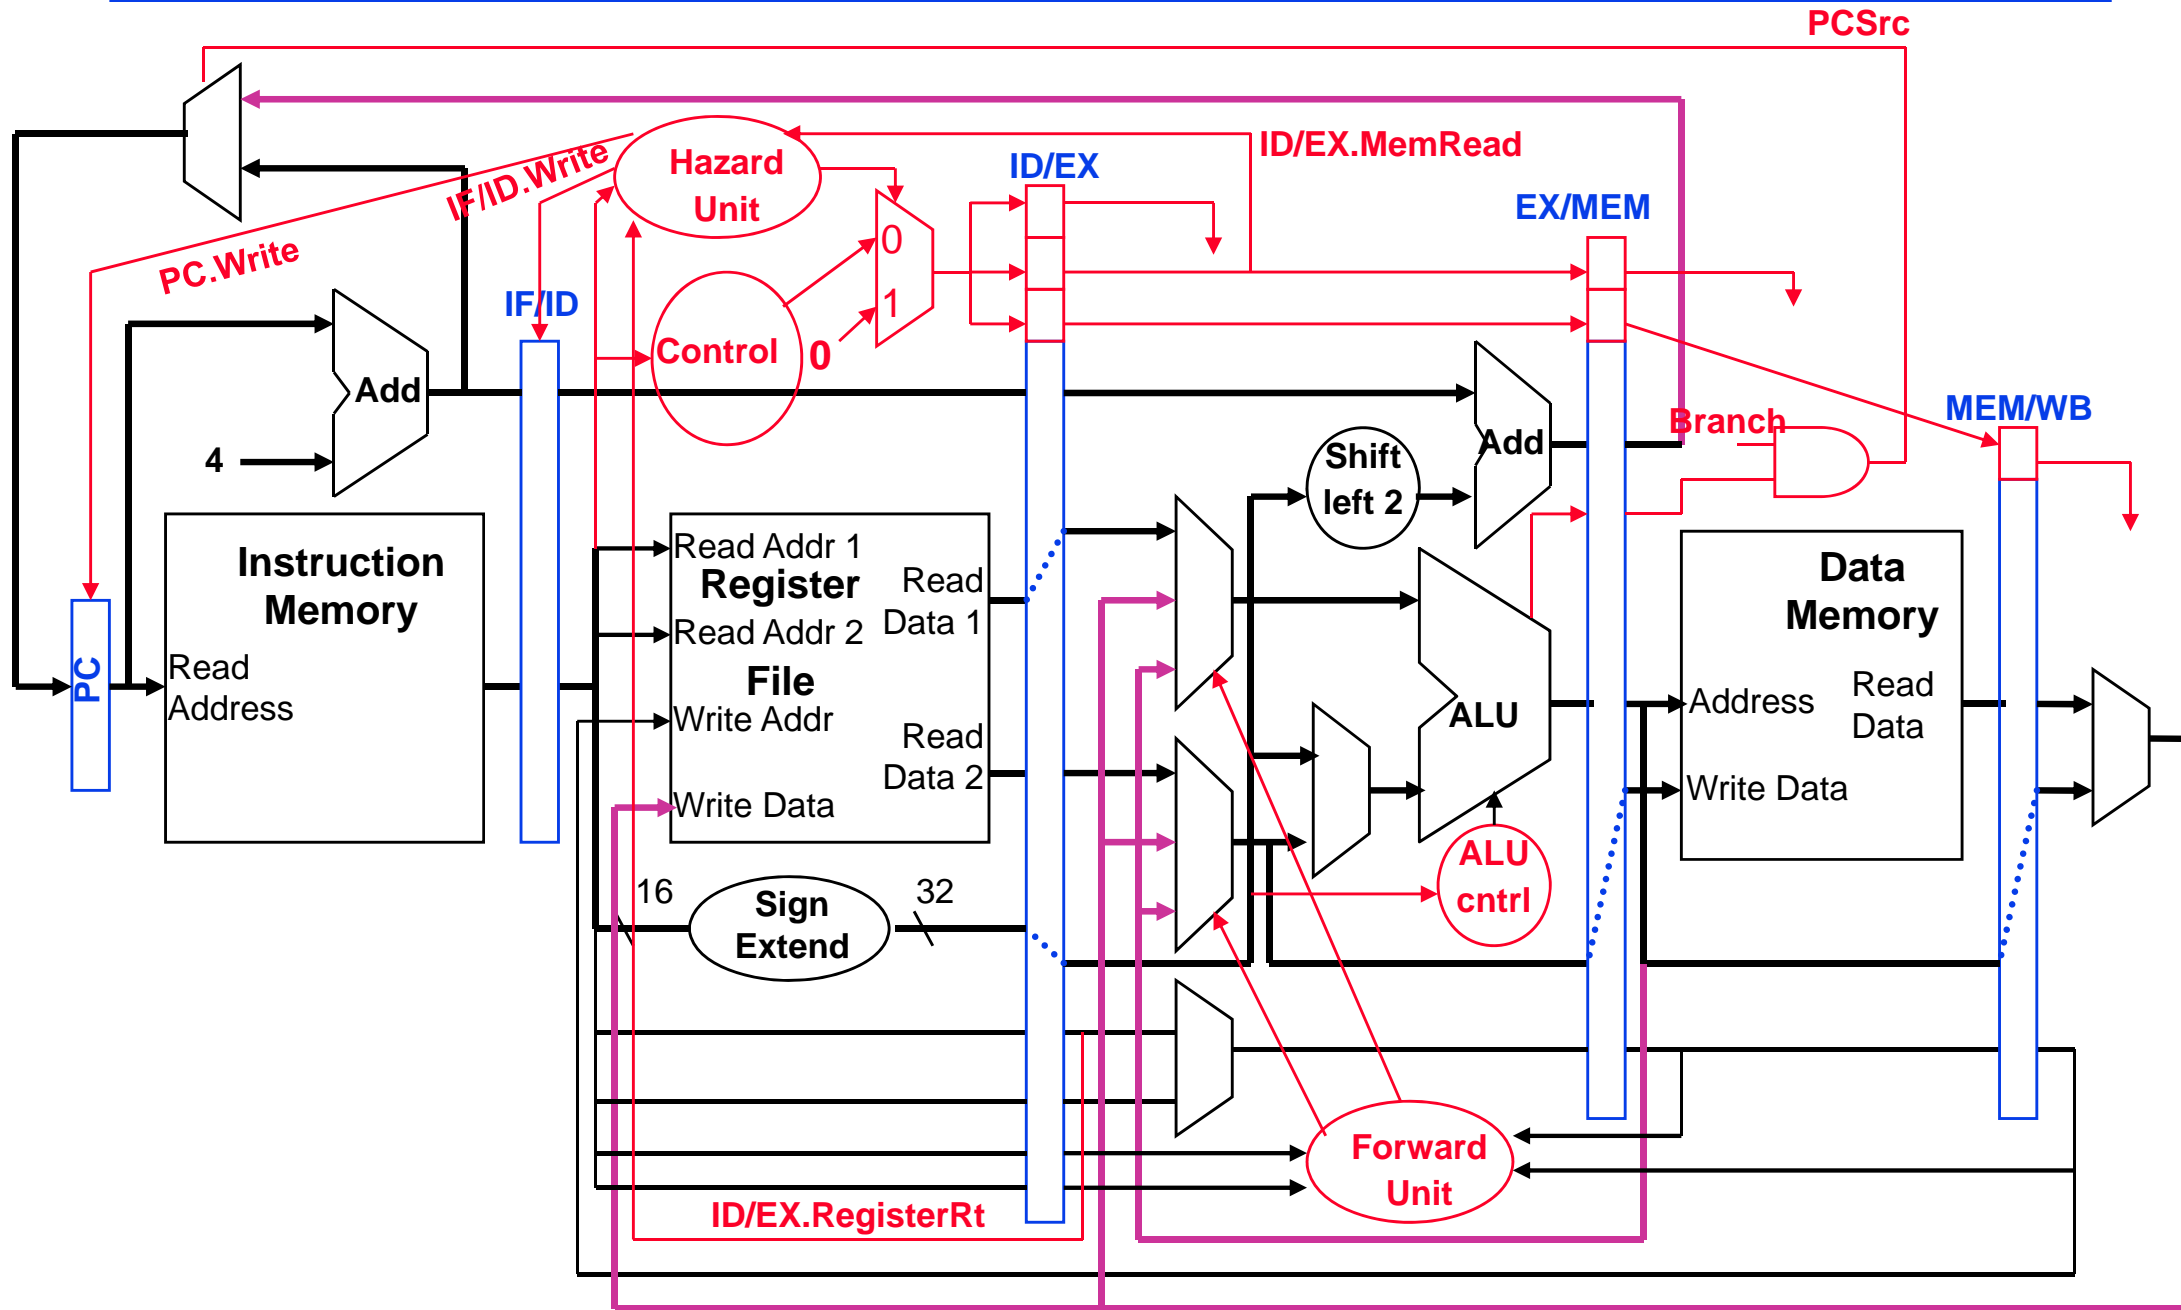 PCSrc
Hazard
Unit
ID/EX.MemRead
ID/EX
IF/ID.Write
EX/MEM
PC.Write
0
1
IF/ID
Control
0
Add
4
Branch
MEM/WB
Add
Shift
left 2
Instruction
Memory
Read Addr 1
Register
Read
Data 1
Read Addr 2
File
Write Addr
Read
Data 2
Write Data
PC
Read
Address
Data
Memory
Address
Read
Data
Write Data
ALU
ALU
cntrl
16
Sign
Extend
32
Forward
Unit
ID/EX.RegisterRt